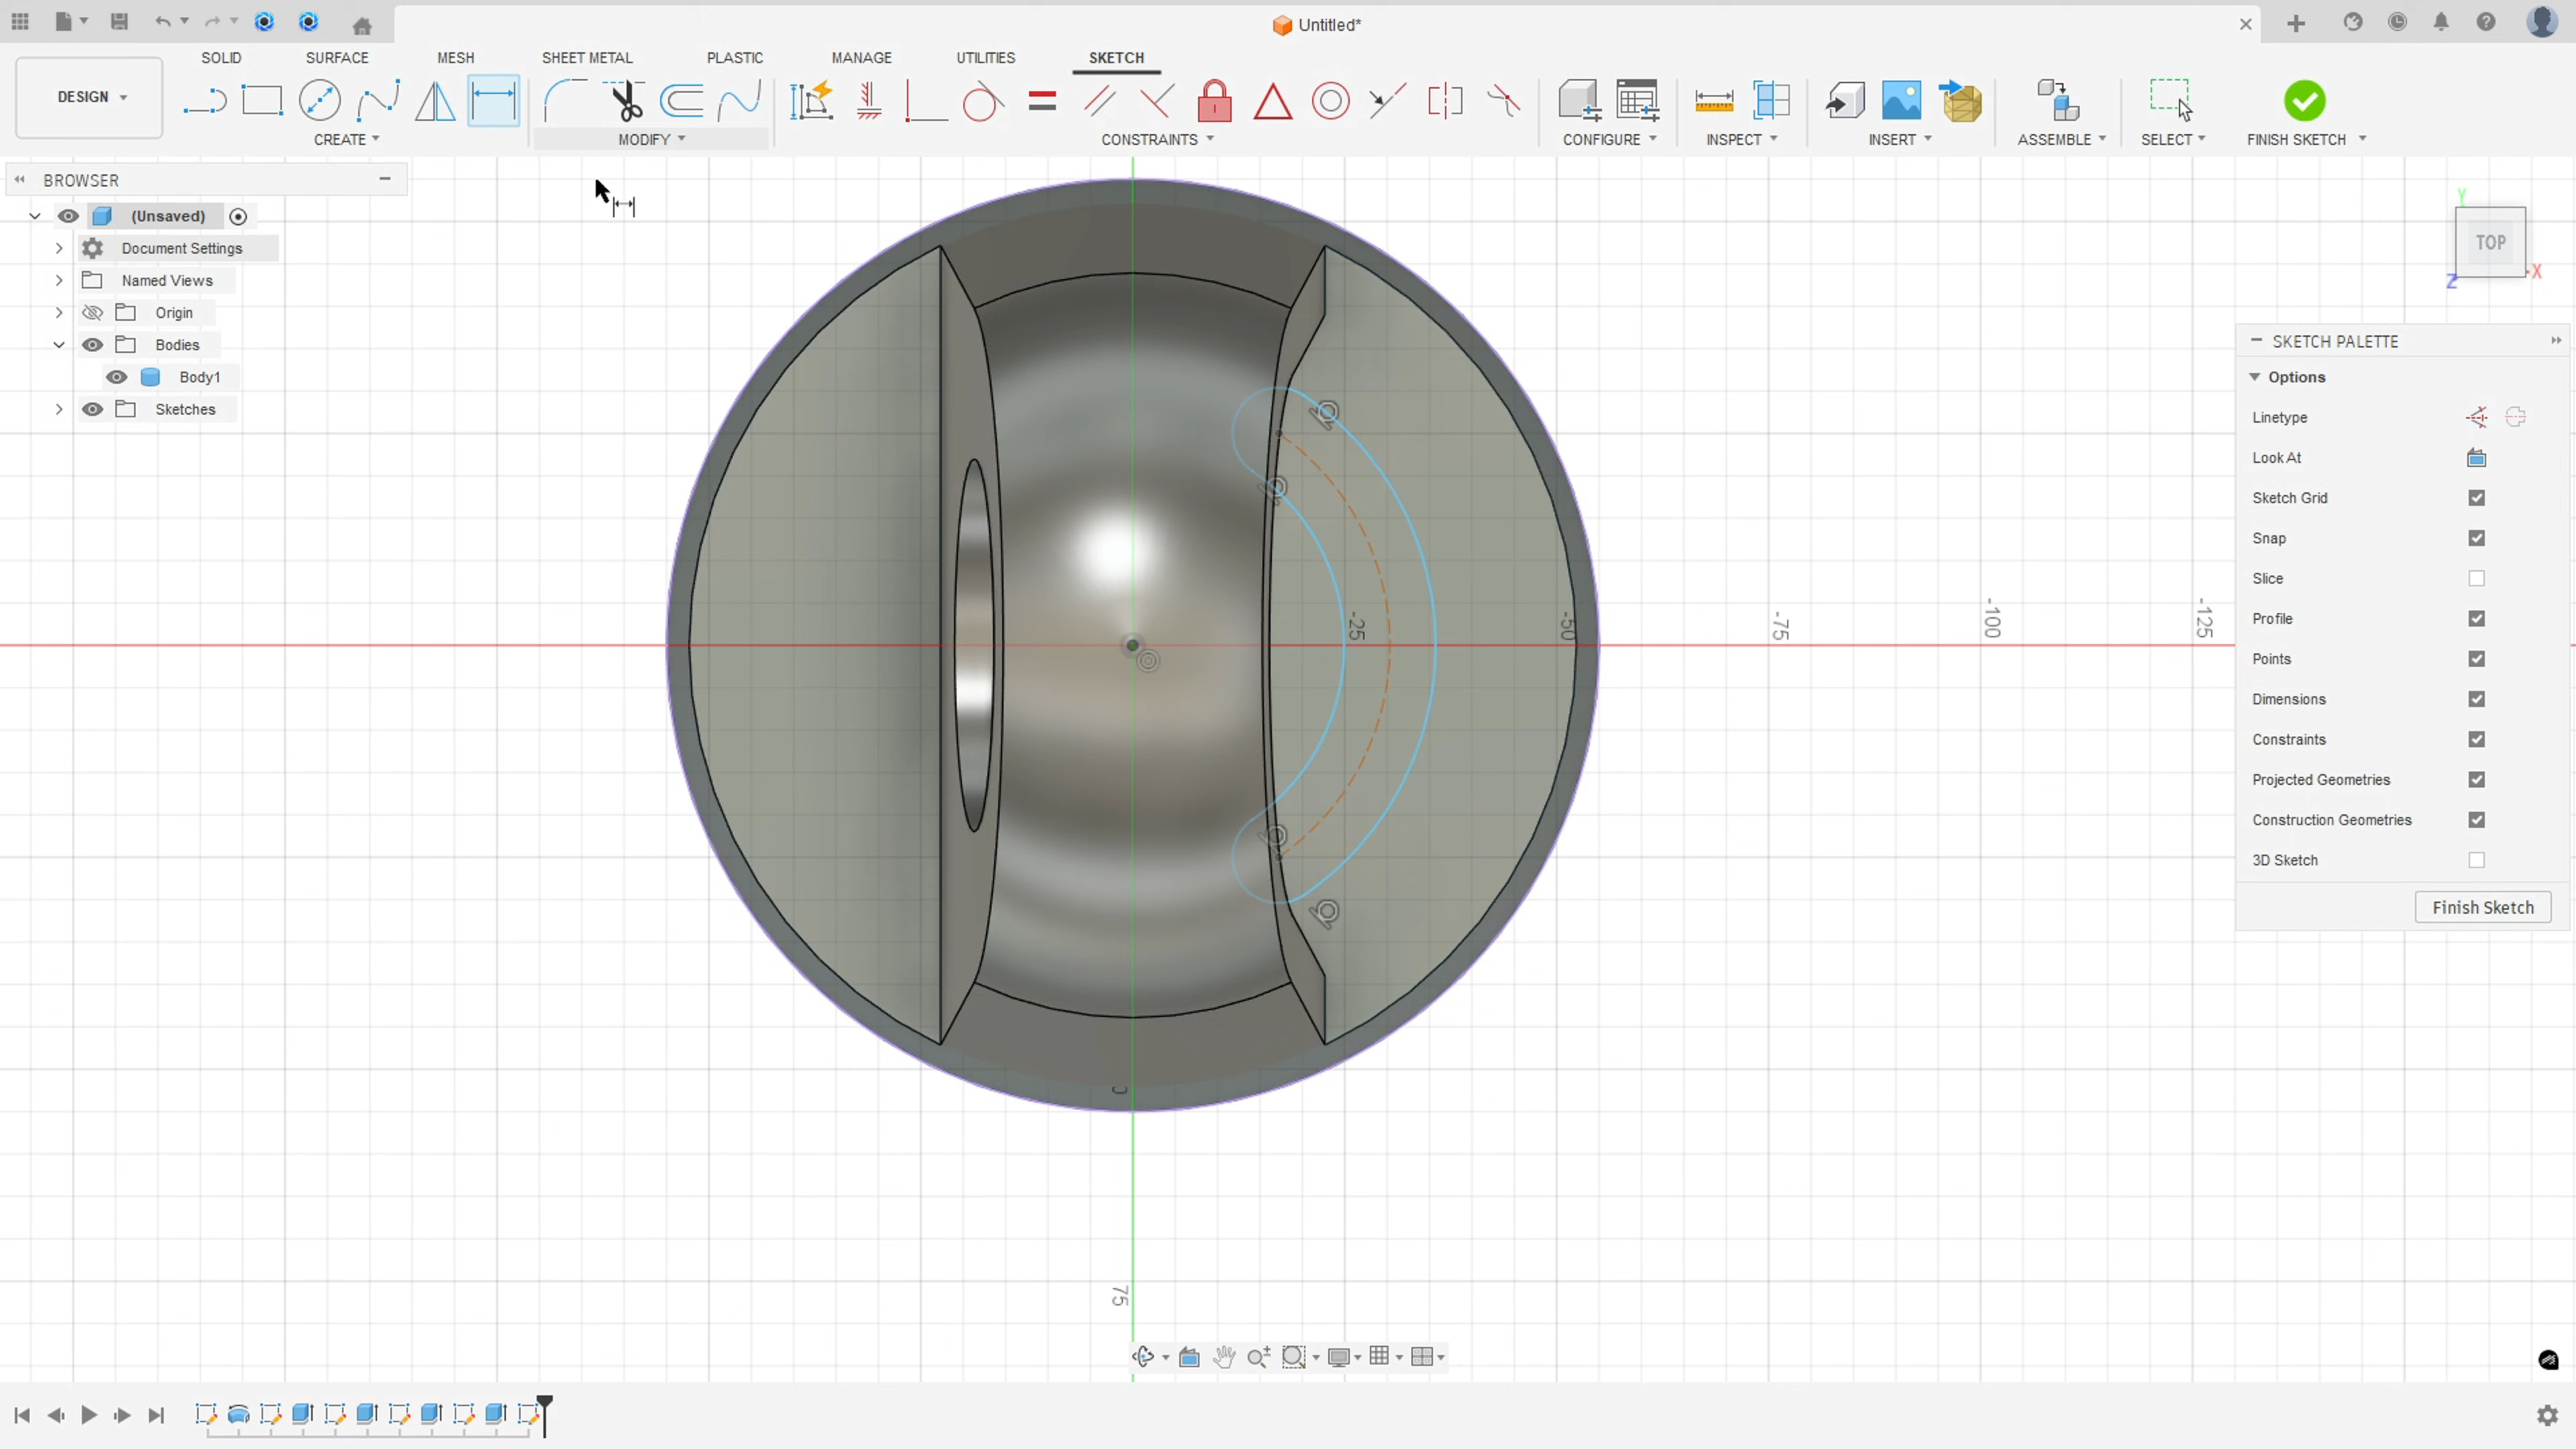 Untitled*
SOLID SURFACE MESH SHEET METAL PLASTIC MANAGE UTILITIES SKETCH
DESIGN
CREATE MODIFY CONSTRAINTS CONFIGURE INSPECT INSERT ASSEMBLE SELECT FINISH SKETCH
BROWSER
(Unsaved)
Document Settings
Named Views
Origin
Bodies
Body1
Sketches
Y
TOP
X
Z
SKETCH PALETTE
Options
Linetype
Look At
Sketch Grid
Snap
Slice
Profile
Points
Dimensions
Constraints
Projected Geometries
Construction Geometries
3D Sketch
Finish Sketch
-25
-50
-75
-100
-125
75